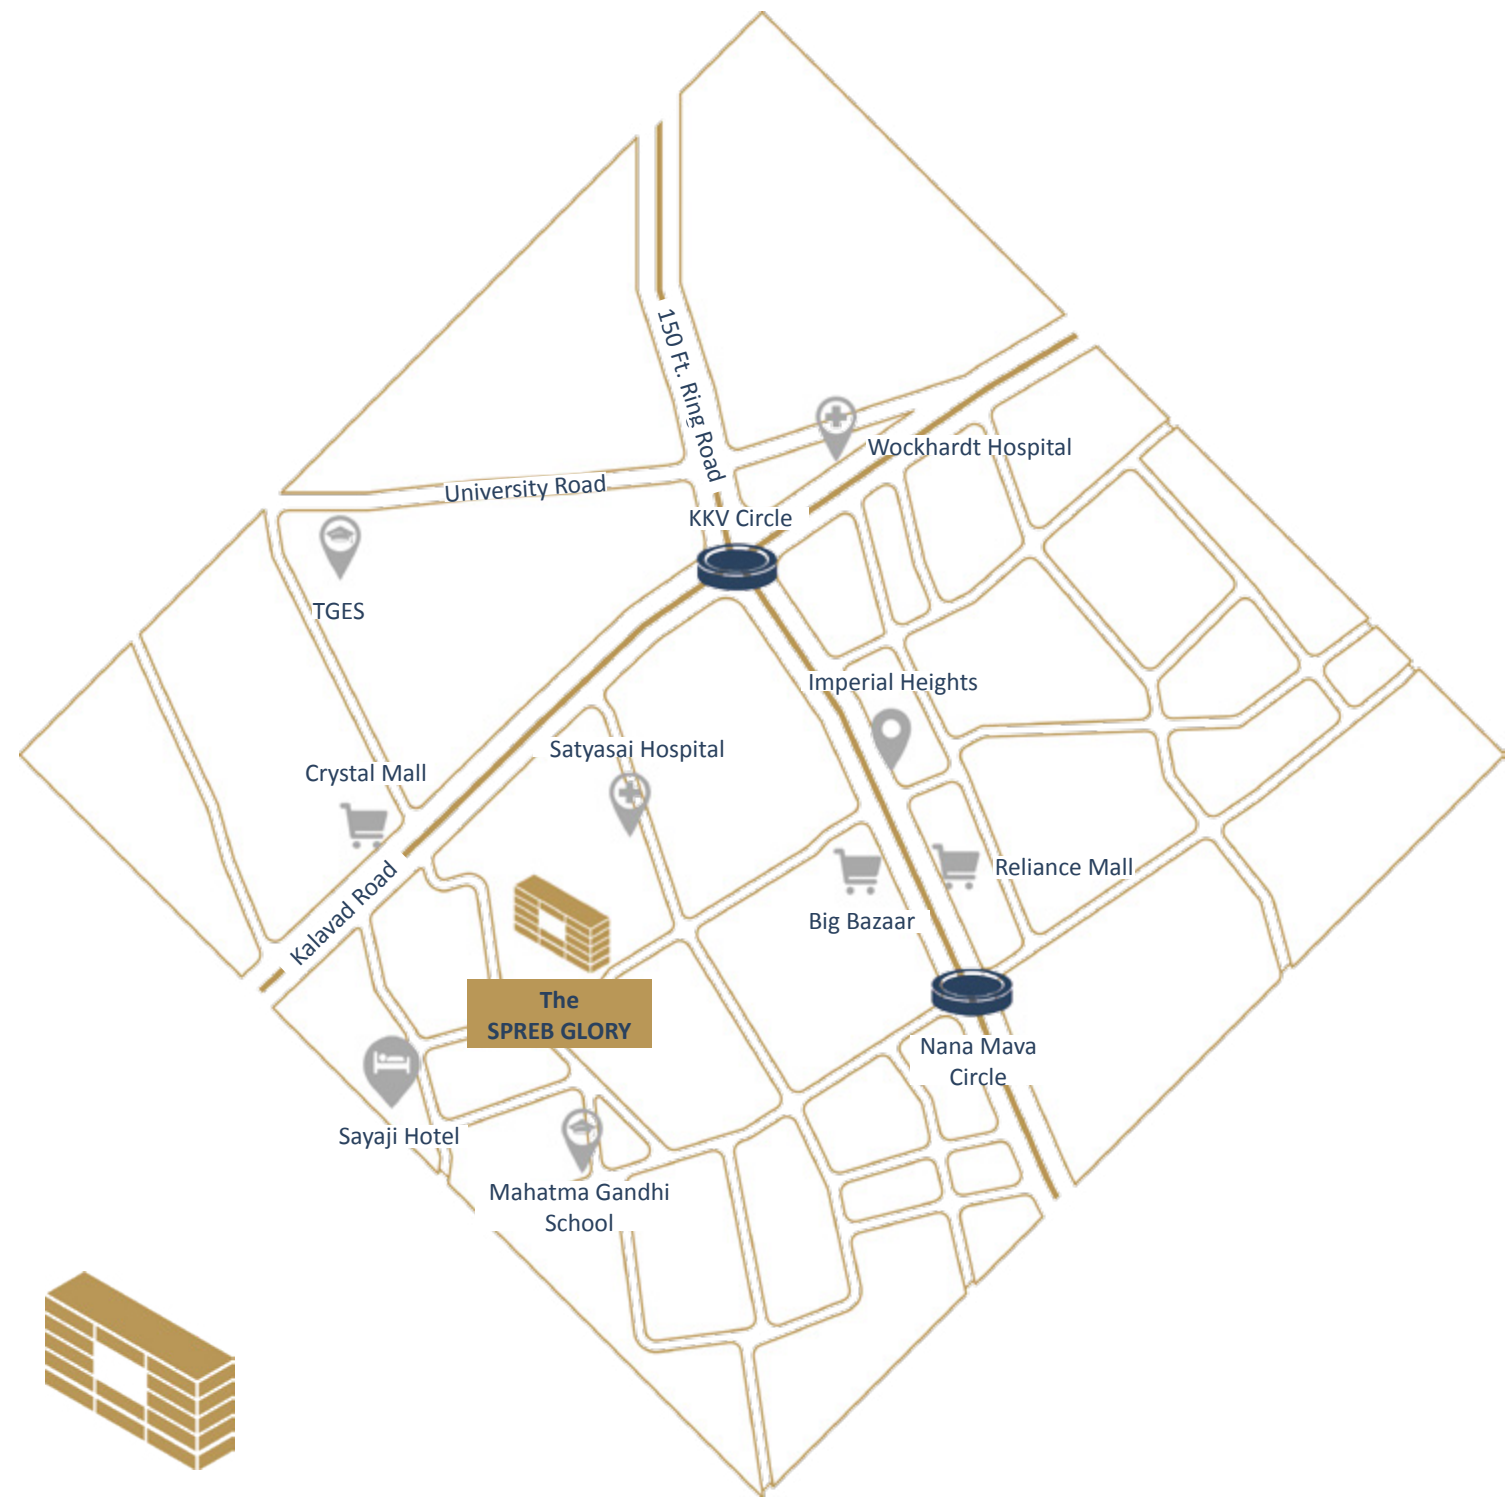 150 Ft. Ring Road
Wockhardt Hospital
University Road
KKV Circle
TGES
Imperial Heights
Satyasai Hospital
Crystal Mall
Reliance Mall
Kalavad Road
Big Bazaar
The
SPREB GLORY
Nana Mava
Circle
Sayaji Hotel
Mahatma Gandhi
School